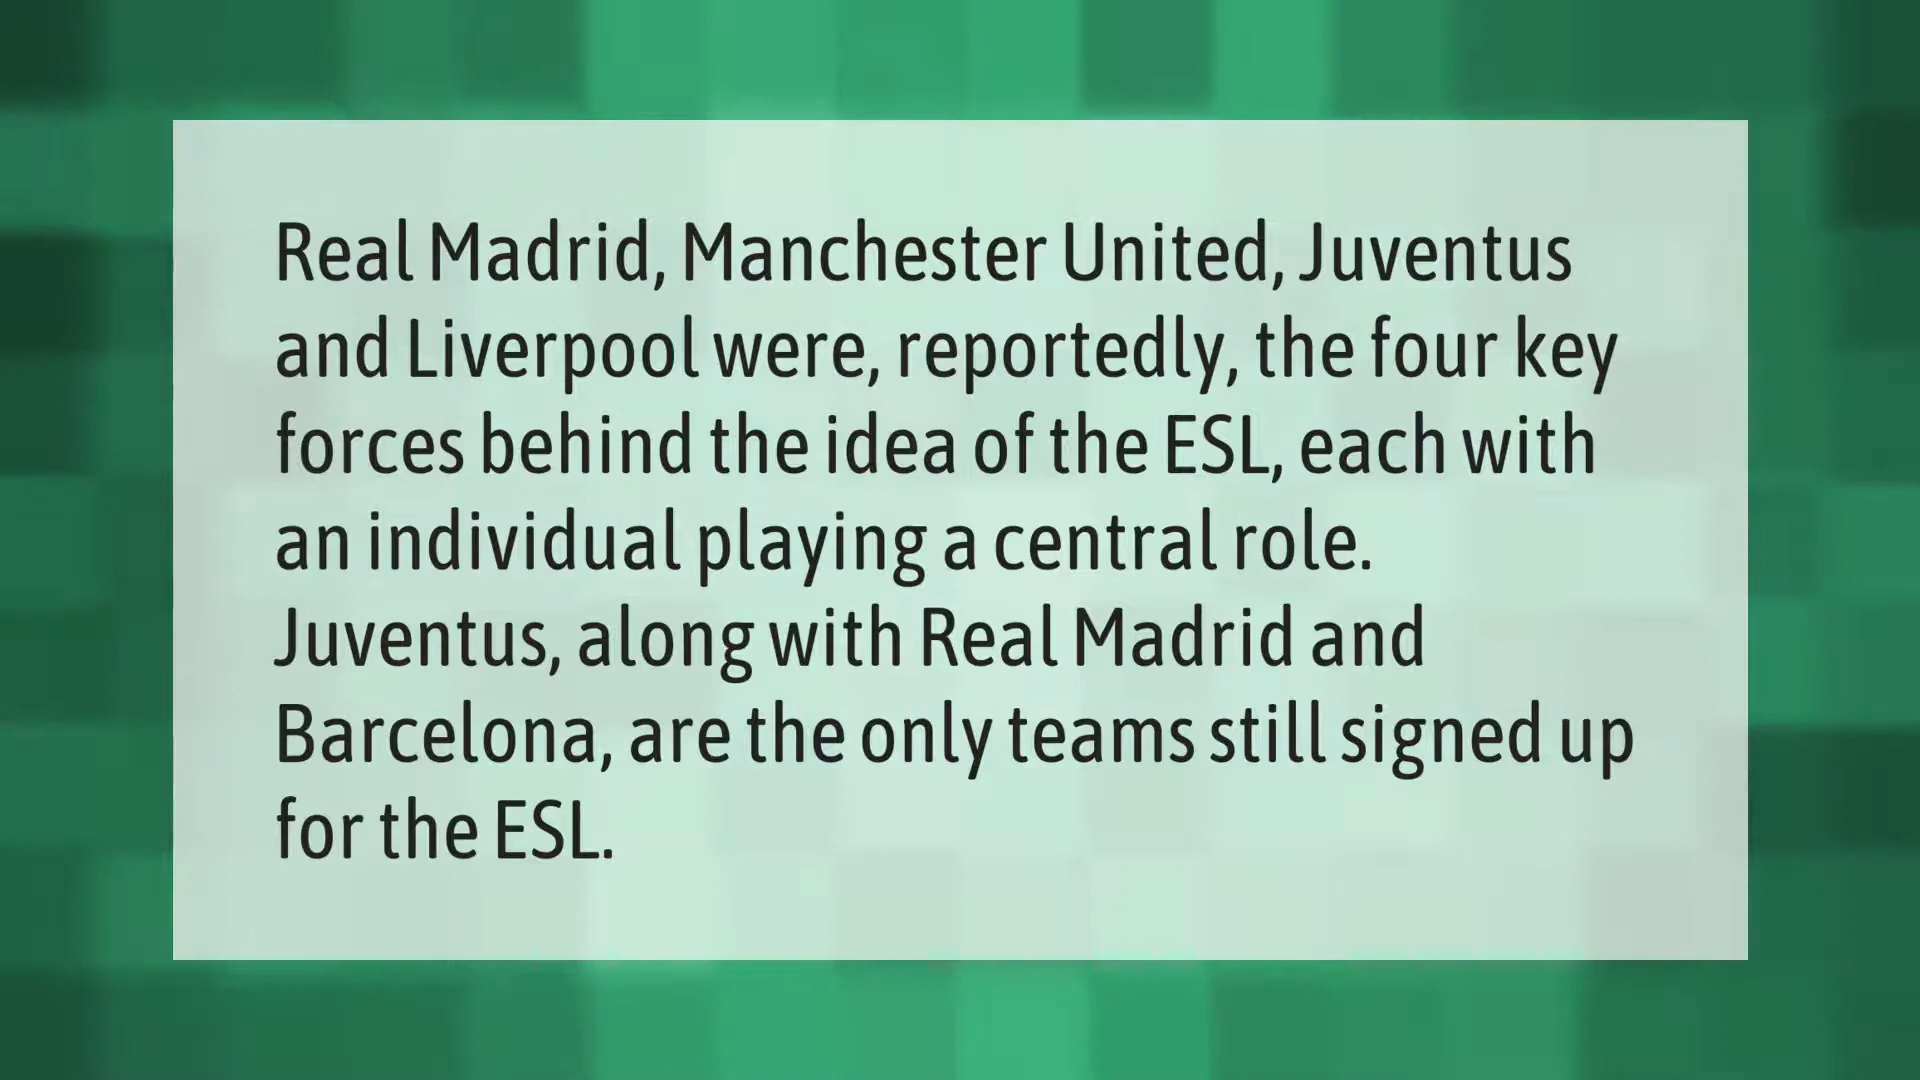 Real Madrid, Manchester United, Juventus
and Liverpool were, reportedly, the four key
forces behind the idea of the ESL, each with
an individual playing a central role.
Juventus, along with Real Madrid and
Barcelona, are the only teams still signed up
for the ESL.